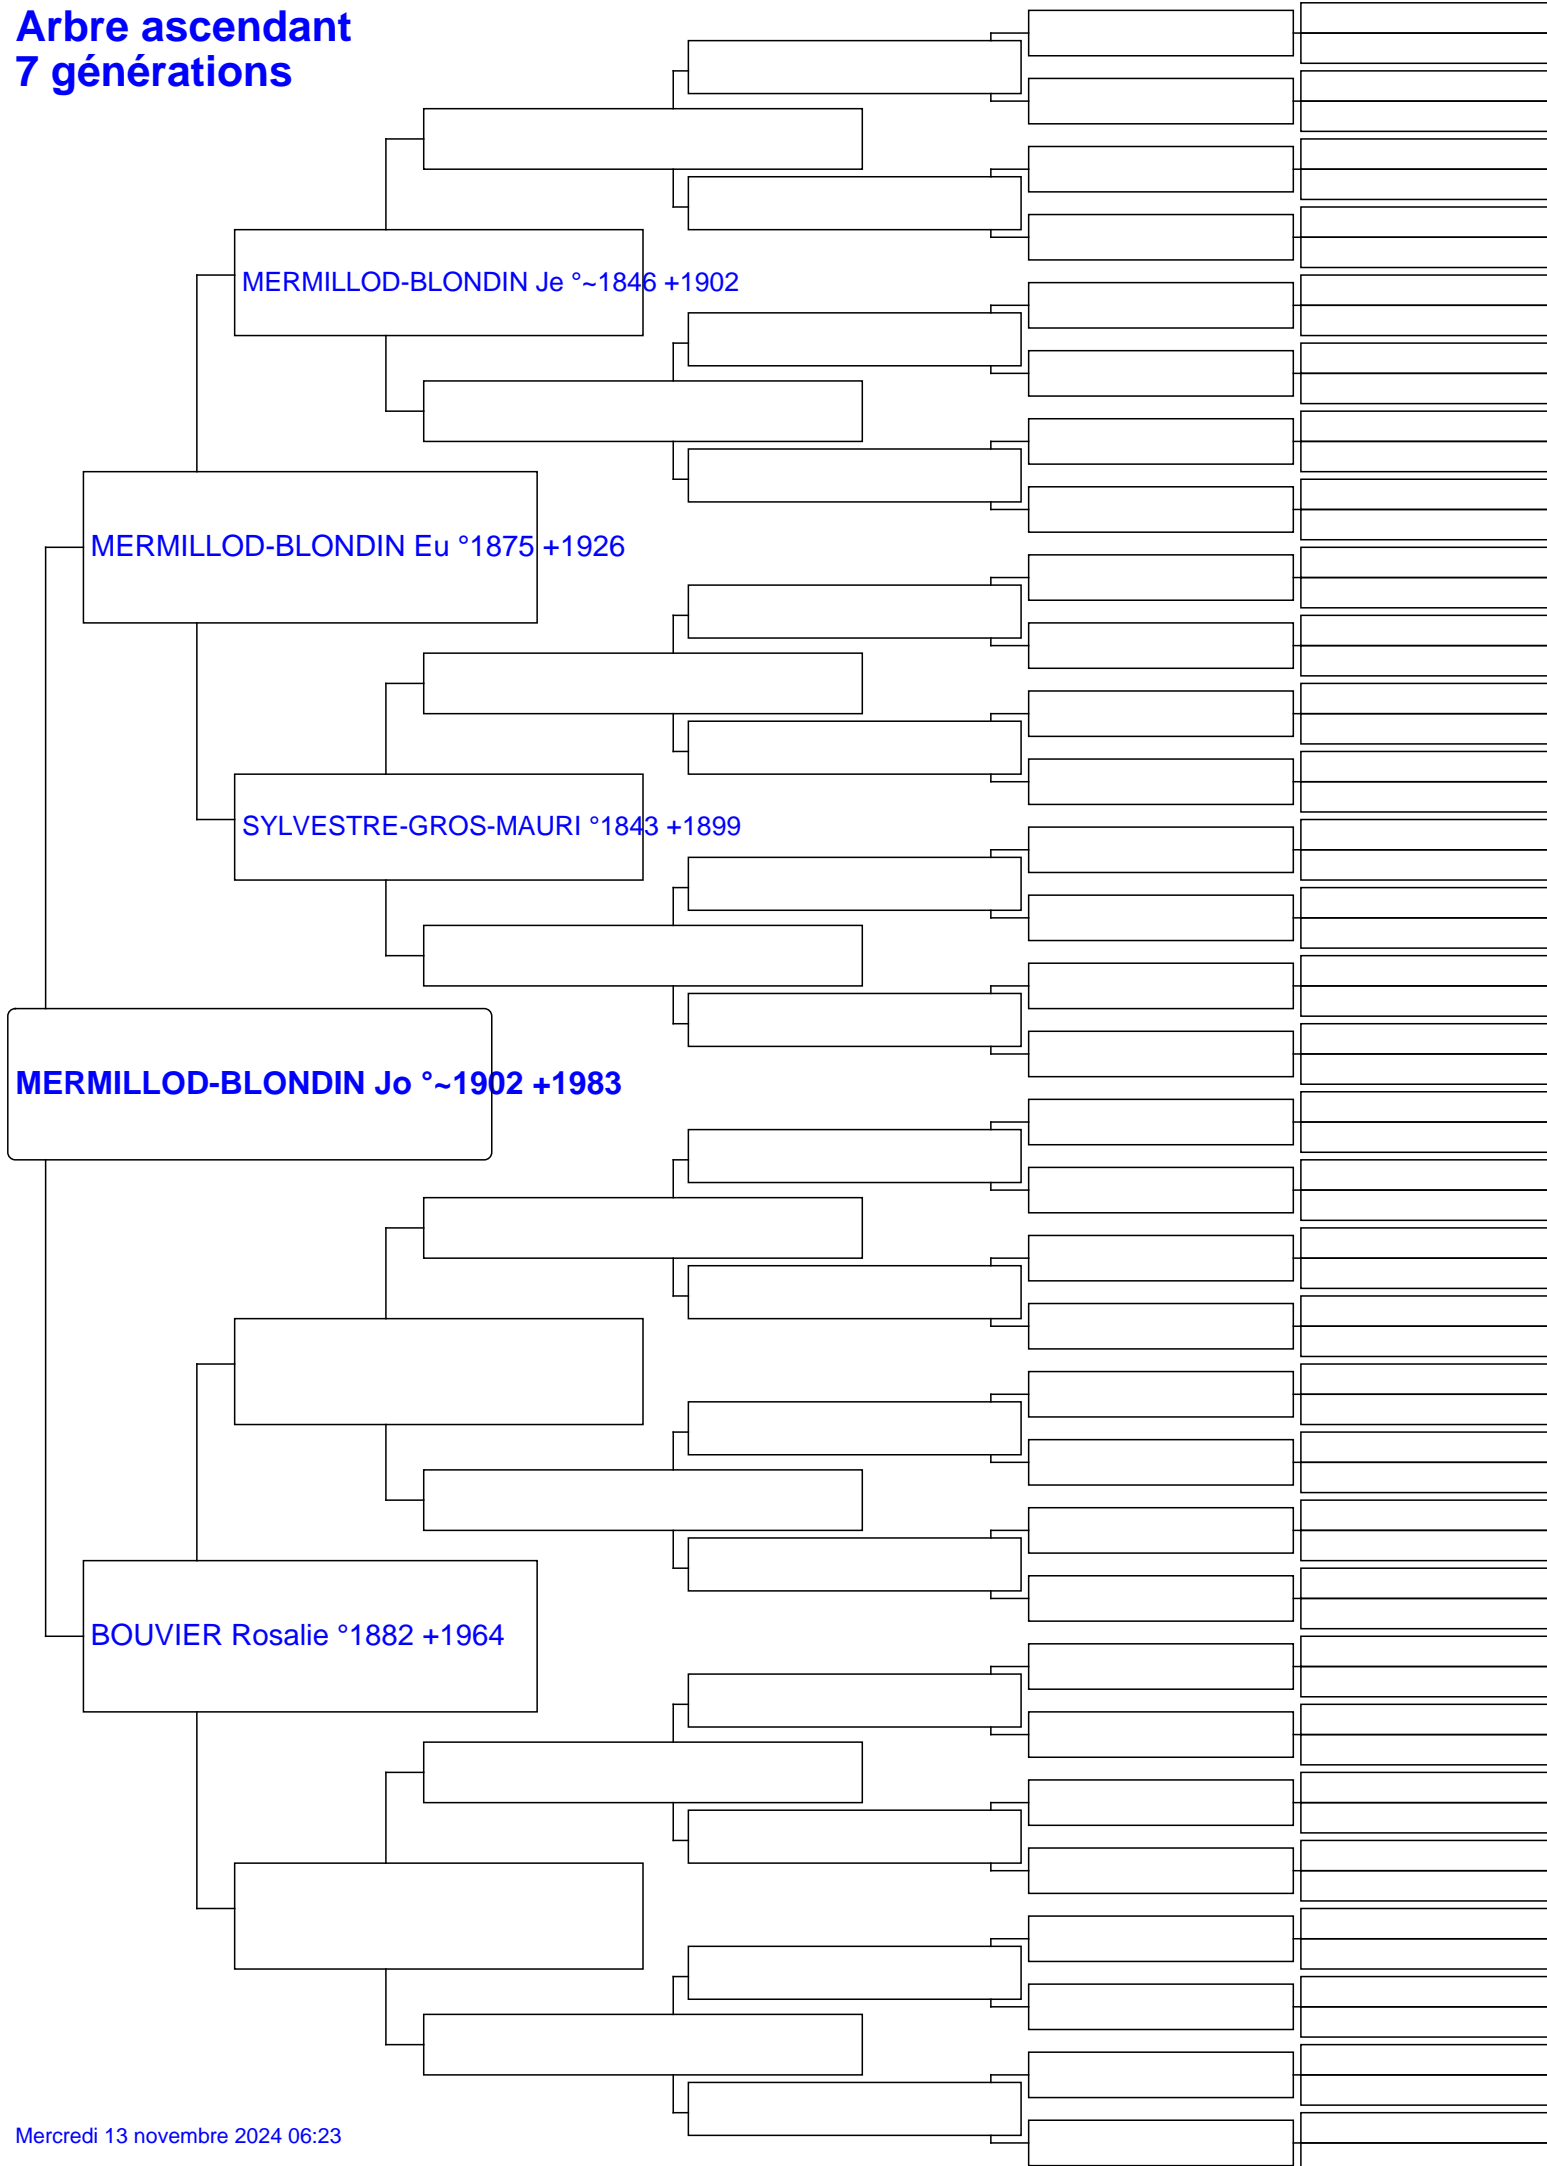 Arbre ascendant
7 générations
MERMILLOD-BLONDIN Je °~1846 +1902
MERMILLOD-BLONDIN Eu °1875 +1926
SYLVESTRE-GROS-MAURI °1843 +1899
MERMILLOD-BLONDIN Jo °~1902 +1983
BOUVIER Rosalie °1882 +1964
Mercredi 13 novembre 2024 06:23